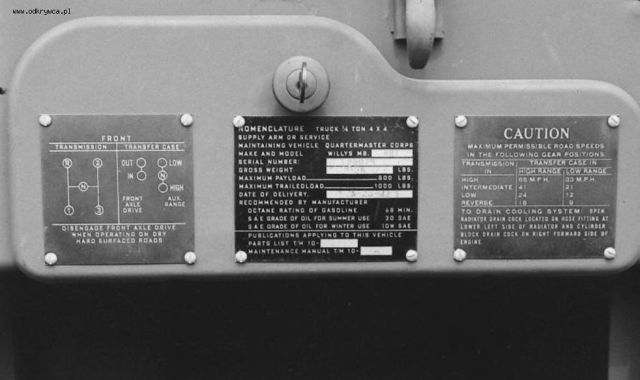 www.odkrywca.pl
FRONT
TRANSMISSION TRANSFER CASE
R 2 OUT LOW
N IN N
HIGH
1 3 FRONT AXLE DRIVE AUX. RANGE
DISENGAGE FRONT AXLE DRIVE
WHEN OPERATING ON DRY
HARD SURFACED ROADS
NOMENCLATURE TRUCK ¼ TON 4 X 4
SUPPLY ARM OR SERVICE
MAINTAINING VEHICLE QUARTERMASTER CORPS
MAKE AND MODEL WILLYS MB
SERIAL NUMBER:
GROSS WEIGHT LBS.
MAXIMUM PAYLOAD 800 LBS.
MAXIMUM TRAILED LOAD 1000 LBS.
DATE OF DELIVERY.
RECOMMENDED BY MANUFACTURER
OCTANE RATING OF GASOLINE 68 MIN.
S A E GRADE OF OIL FOR SUMMER USE 30 SAE
S A E GRADE OF OIL FOR WINTER USE 10W SAE
PUBLICATIONS APPLYING TO THIS VEHICLE
PARTS LIST T/M 10-
MAINTENANCE MANUAL T/M 10-
CAUTION
MAXIMUM PERMISSIBLE ROAD SPEEDS
IN THE FOLLOWING GEAR POSITIONS
TRANSMISSION TRANSFER CASE IN
IN HIGH RANGE LOW RANGE
HIGH 65 M.P.H. 33 M.P.H.
INTERMEDIATE 41 21
LOW 24 12
REVERSE 18 9
TO DRAIN COOLING SYSTEM: OPEN
RADIATOR DRAIN COCK LOCATED ON HOSE FITTING AT
LOWER LEFT SIDE OF RADIATOR AND CYLINDER
BLOCK DRAIN COCK ON RIGHT FORWARD SIDE OF
ENGINE